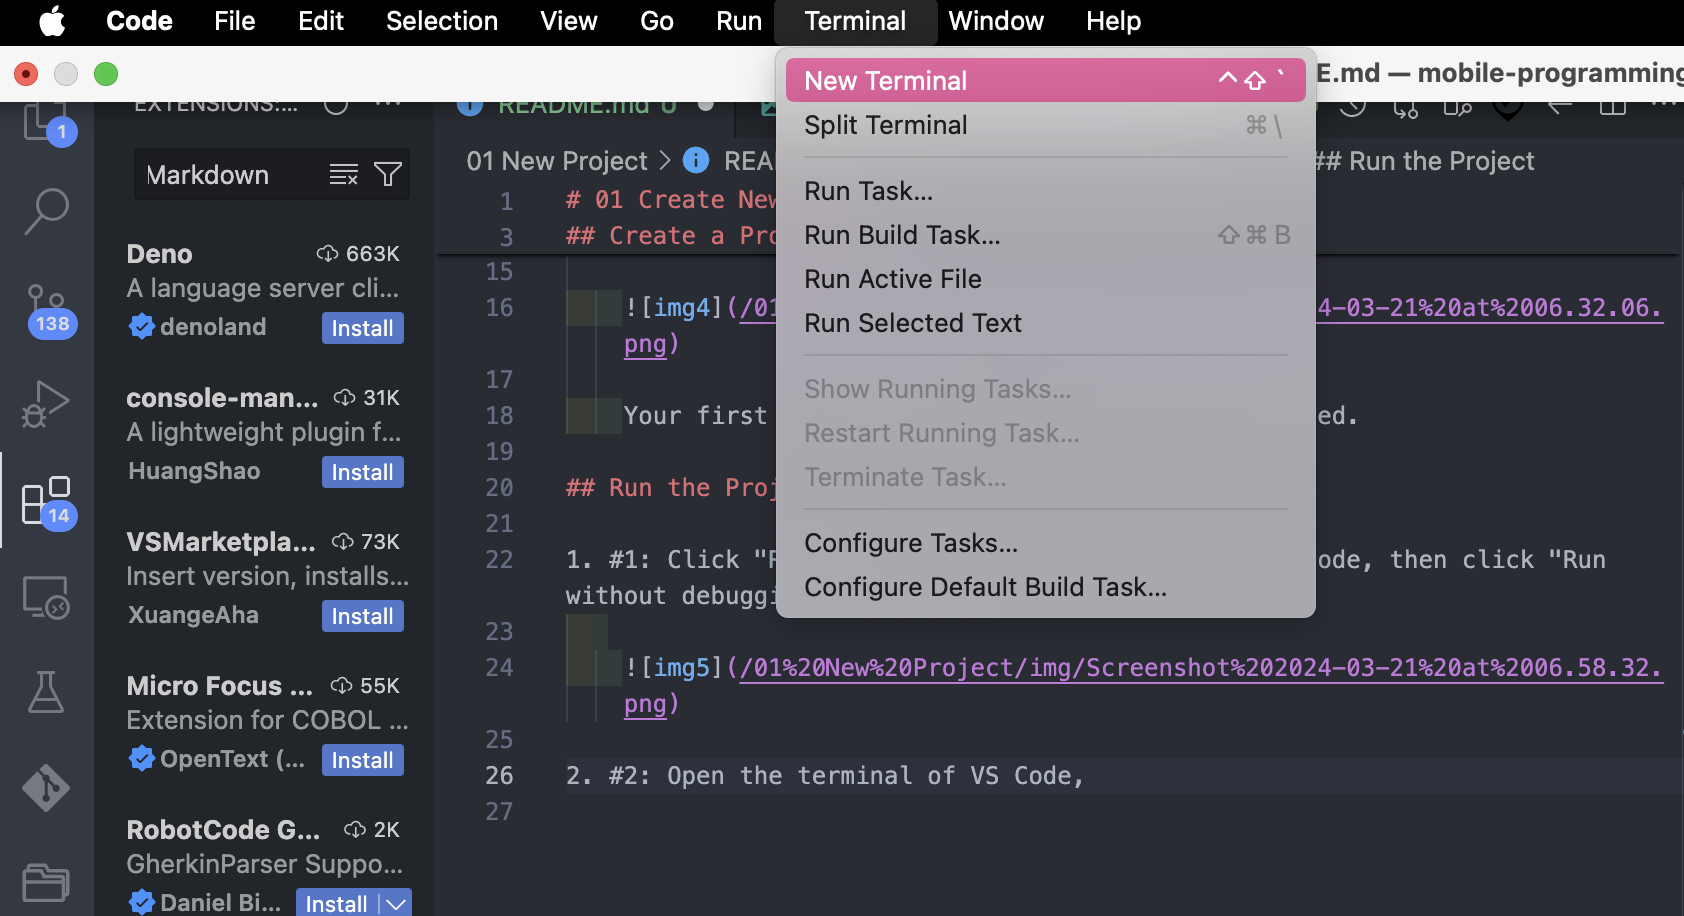 Code File Edit Selection View Go Run Terminal Window Help
E.md — mobile-programming
New Terminal ^⇧`
Split Terminal ⌘\
Run Task...
Run Build Task... ⇧⌘B
Run Active File
Run Selected Text
Show Running Tasks...
Restart Running Task...
Terminate Task...
Configure Tasks...
Configure Default Build Task...
1
138
14
EXTENSIONS:...
Markdown
Deno 663K
A language server cli...
denoland Install
console-man... 31K
A lightweight plugin f...
HuangShao Install
VSMarketpla... 73K
Insert version, installs...
XuangeAha Install
Micro Focus ... 55K
Extension for COBOL ...
OpenText (... Install
RobotCode G... 2K
GherkinParser Suppo...
Daniel Bi... Install
README.md U
01 New Project > REA ## Run the Project
1 # 01 Create New
3 ## Create a Pro
15
16 ![img4](/01 4-03-21%20at%2006.32.06.
png)
17
18 Your first ed.
19
20 ## Run the Proj
21
22 1. #1: Click " ode, then click "Run
without debuggi
23
24 ![img5](/01%20New%20Project/img/Screenshot%202024-03-21%20at%2006.58.32.
png)
25
26 2. #2: Open the terminal of VS Code,
27